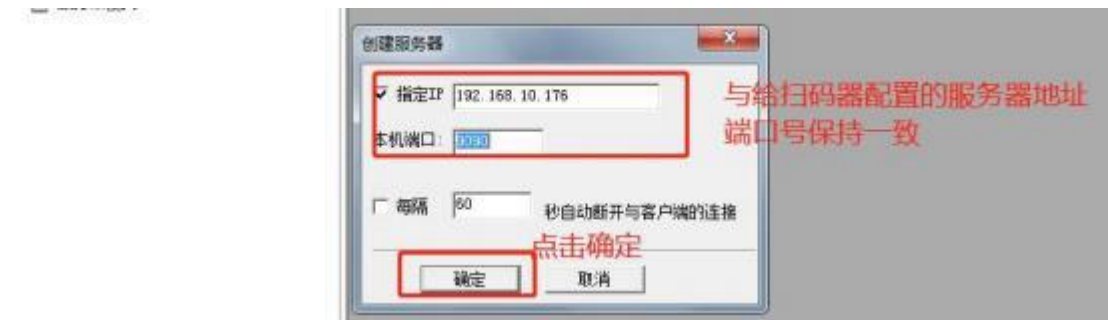 创建服务器
指定IP 192.168.10.176
与给扫码器配置的服务器地址
端口号保持一致
本机端口:
每隔 60 秒自动断开与客户端的连接
点击确定
确定 取消